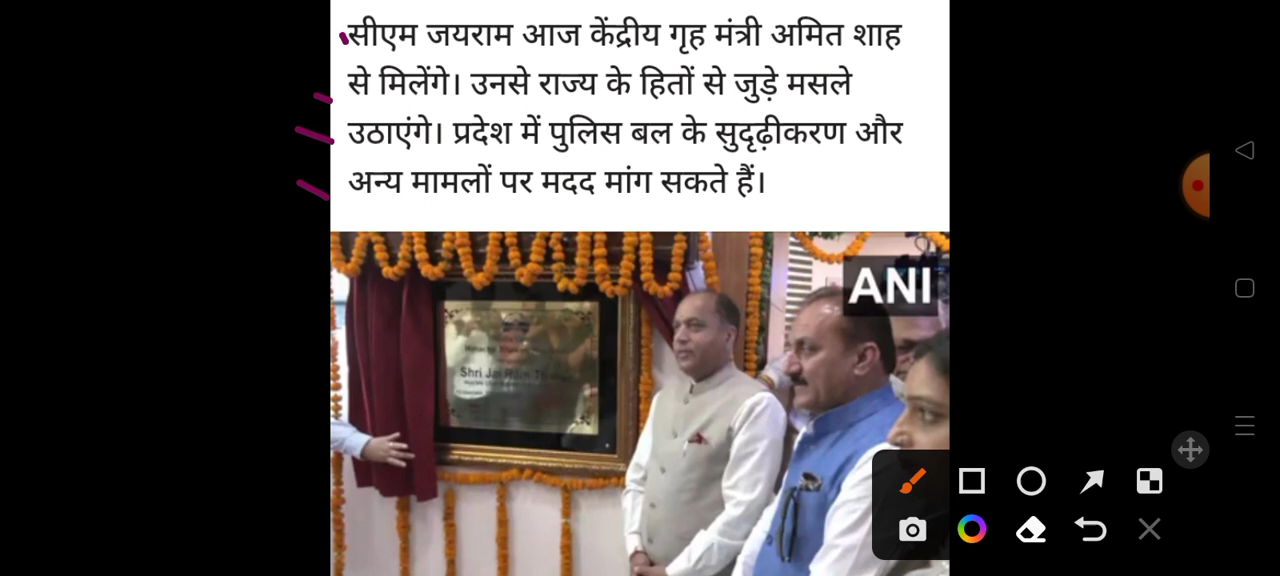 सीएम जयराम आज केंद्रीय गृह मंत्री अमित शाह
से मिलेंगे। उनसे राज्य के हितों से जुड़े मसले
उठाएंगे। प्रदेश में पुलिस बल के सुदृढ़ीकरण और
अन्य मामलों पर मदद मांग सकते हैं।
ANI
Shri Jai Ram